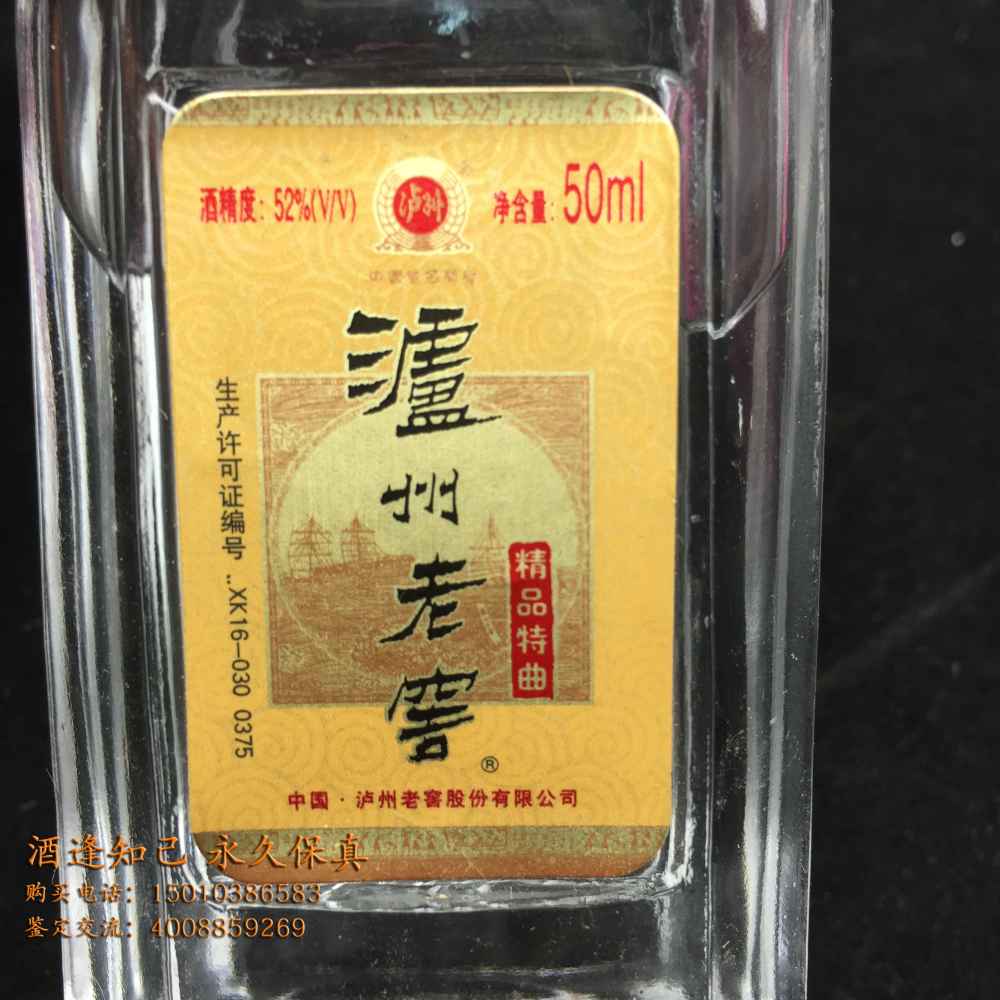 酒精度：52%(V/V)
泸州
净含量：50ml
泸州老窖
精品特曲
生产许可证编号：XK16-030 0375
®
中国·泸州老窖股份有限公司
酒逢知己 永久保真
购买电话：15010386583
鉴定交流：4008859269